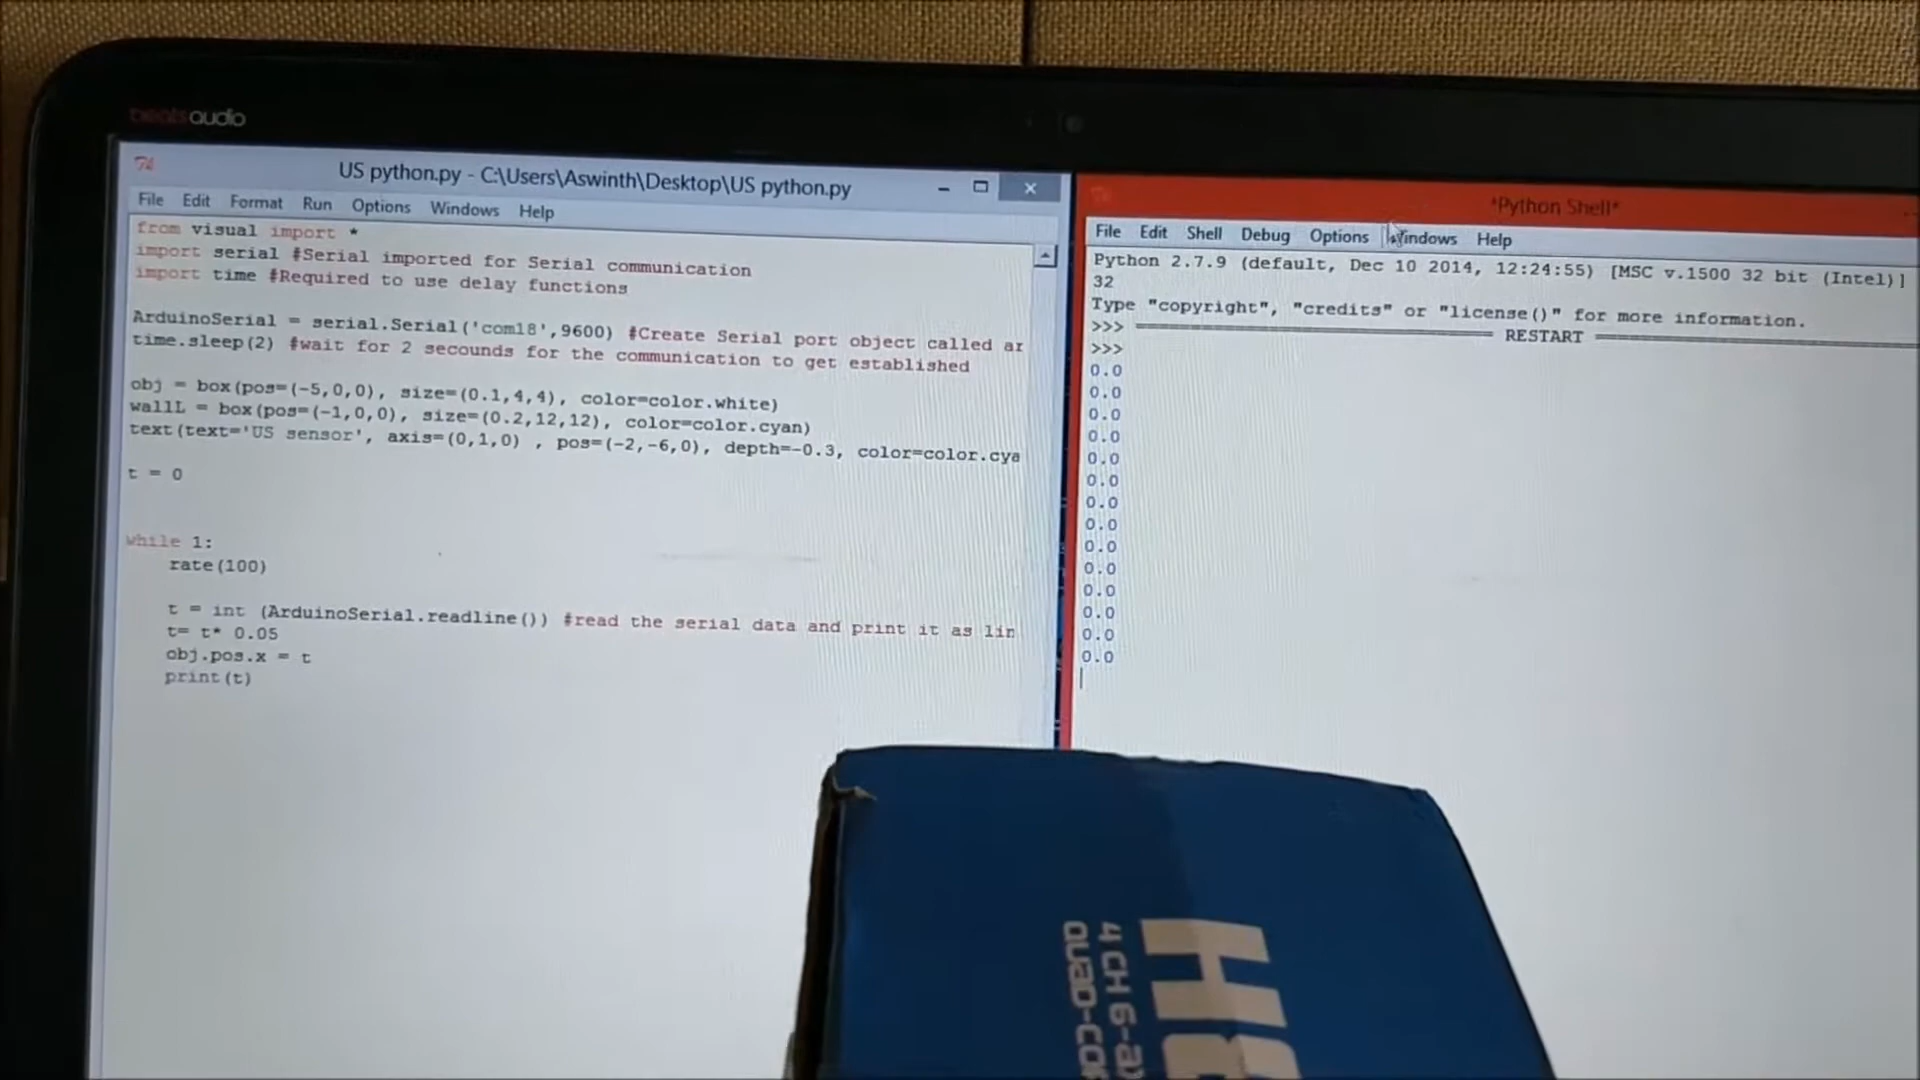 beatsaudio
US python.py - C:\Users\Aswinth\Desktop\US python.py
File Edit Format Run Options Windows Help
from visual import *
import serial #Serial imported for Serial communication
import time #Required to use delay functions
ArduinoSerial = serial.Serial('com18',9600) #Create Serial port object called ar
time.sleep(2) #wait for 2 secounds for the communication to get established
obj = box(pos=(-5,0,0), size=(0.1,4,4), color=color.white)
wallL = box(pos=(-1,0,0), size=(0.2,12,12), color=color.cyan)
text(text='US sensor', axis=(0,1,0) , pos=(-2,-6,0), depth=-0.3, color=color.cya
t = 0
while 1:
rate(100)
t = int (ArduinoSerial.readline()) #read the serial data and print it as lin
t= t* 0.05
obj.pos.x = t
print(t)
*Python Shell*
File Edit Shell Debug Options Windows Help
Python 2.7.9 (default, Dec 10 2014, 12:24:55) [MSC v.1500 32 bit (Intel)]
32
Type "copyright", "credits" or "license()" for more information.
>>> ================================ RESTART ================================
>>>
0.0
0.0
0.0
0.0
0.0
0.0
0.0
0.0
0.0
0.0
0.0
0.0
0.0
0.0
4 CH 6-a